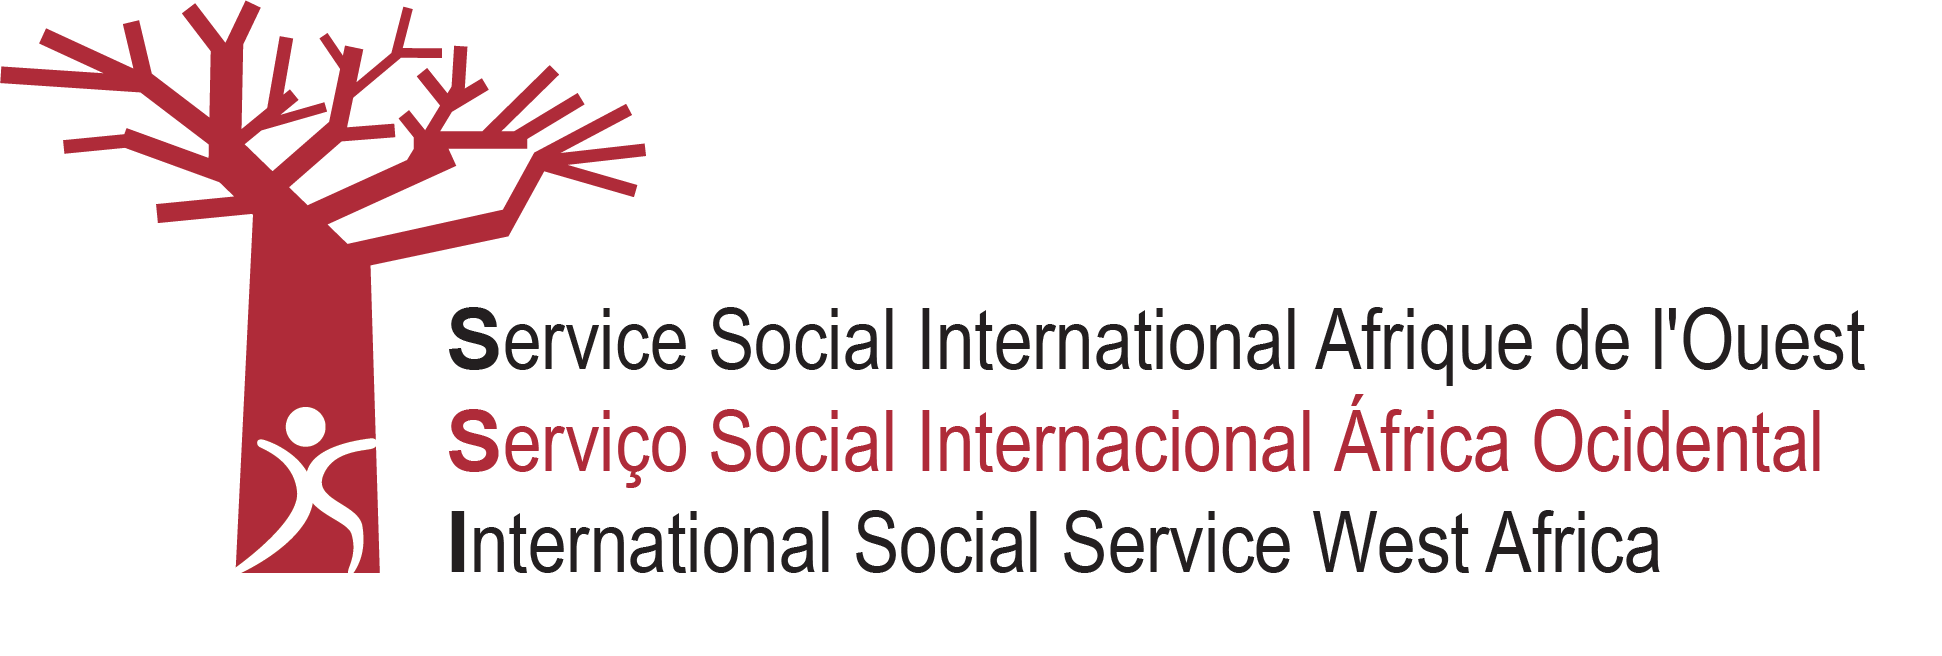 Service Social International Afrique de l'Ouest
Serviço Social Internacional África Ocidental
International Social Service West Africa